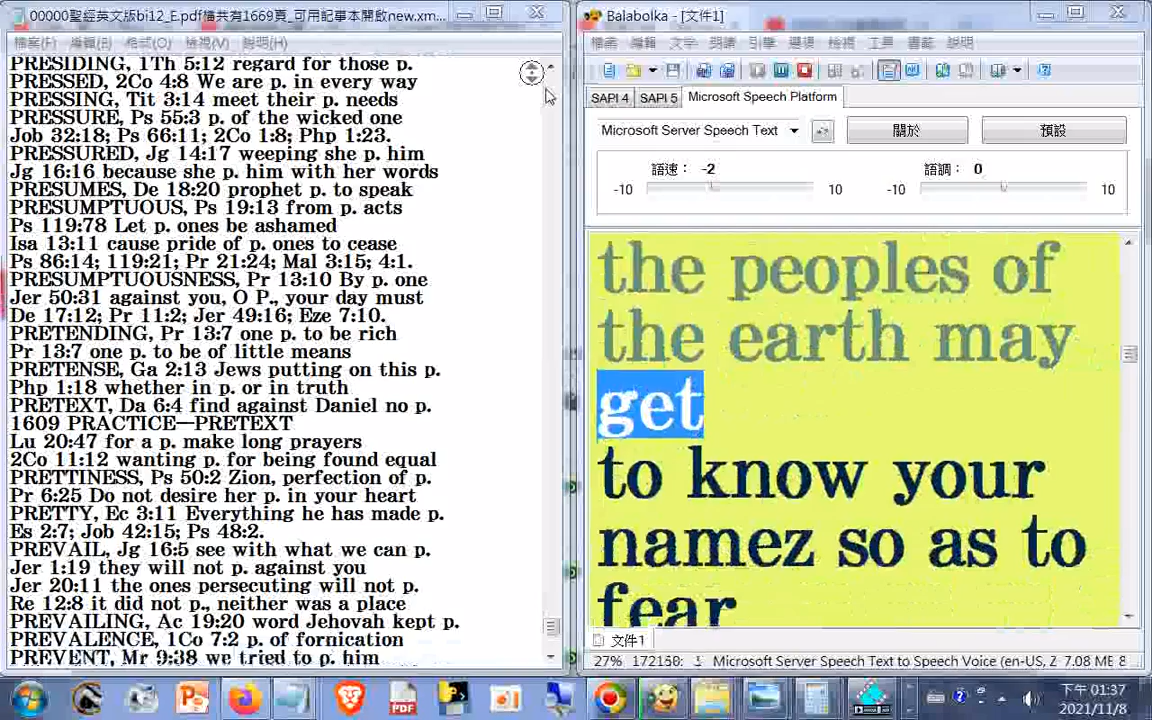 00000聖經英文版bi12_E.pdf檔共有1669頁_可用記事本開啟new.xm...
檔案(F) 編輯(E) 格式(O) 檢視(V) 說明(H)
PRESIDING, 1Th 5:12 regard for those p.
PRESSED, 2Co 4:8 We are p. in every way
PRESSING, Tit 3:14 meet their p. needs
PRESSURE, Ps 55:3 p. of the wicked one
Job 32:18; Ps 66:11; 2Co 1:8; Php 1:23.
PRESSURED, Jg 14:17 weeping she p. him
Jg 16:16 because she p. him with her words
PRESUMES, De 18:20 prophet p. to speak
PRESUMPTUOUS, Ps 19:13 from p. acts
Ps 119:78 Let p. ones be ashamed
Isa 13:11 cause pride of p. ones to cease
Ps 86:14; 119:21; Pr 21:24; Mal 3:15; 4:1.
PRESUMPTUOUSNESS, Pr 13:10 By p. one
Jer 50:31 against you, O P., your day must
De 17:12; Pr 11:2; Jer 49:16; Eze 7:10.
PRETENDING, Pr 13:7 one p. to be rich
Pr 13:7 one p. to be of little means
PRETENSE, Ga 2:13 Jews putting on this p.
Php 1:18 whether in p. or in truth
PRETEXT, Da 6:4 find against Daniel no p.
1609 PRACTICE—PRETEXT
Lu 20:47 for a p. make long prayers
2Co 11:12 wanting p. for being found equal
PRETTINESS, Ps 50:2 Zion, perfection of p.
Pr 6:25 Do not desire her p. in your heart
PRETTY, Ec 3:11 Everything he has made p.
Es 2:7; Job 42:15; Ps 48:2.
PREVAIL, Jg 16:5 see with what we can p.
Jer 1:19 they will not p. against you
Jer 20:11 the ones persecuting will not p.
Re 12:8 it did not p., neither was a place
PREVAILING, Ac 19:20 word Jehovah kept p.
PREVALENCE, 1Co 7:2 p. of fornication
PREVENT, Mr 9:38 we tried to p. him
Balabolka - [文件1]
檔案 編輯 文字 朗讀 引擎 選項 檢視 工具 書籤 說明
SAPI 4 SAPI 5 Microsoft Speech Platform
Microsoft Server Speech Text 關於 預設
語速： -2 語調： 0
-10 10 -10 10
the peoples of
the earth may
get
to know your
namez so as to
fear
文件1
27% 172150: 1 Microsoft Server Speech Text to Speech Voice (en-US, Z 7.08 MB 8
下午 01:37
2021/11/8